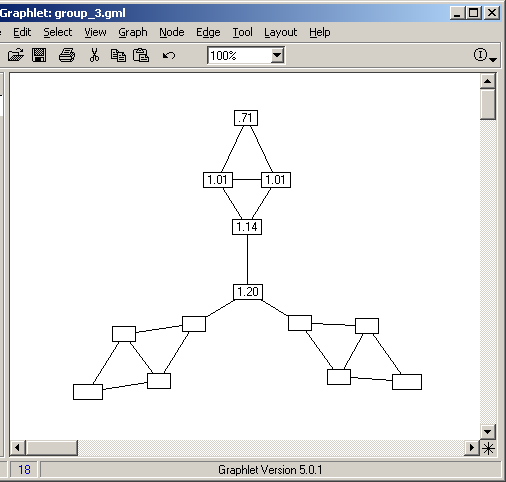 Graphlet: group_3.gml
Edit Select View Graph Node Edge Tool Layout Help
100%
.71
1.01 1.01
1.14
1.20
18 Graphlet Version 5.0.1